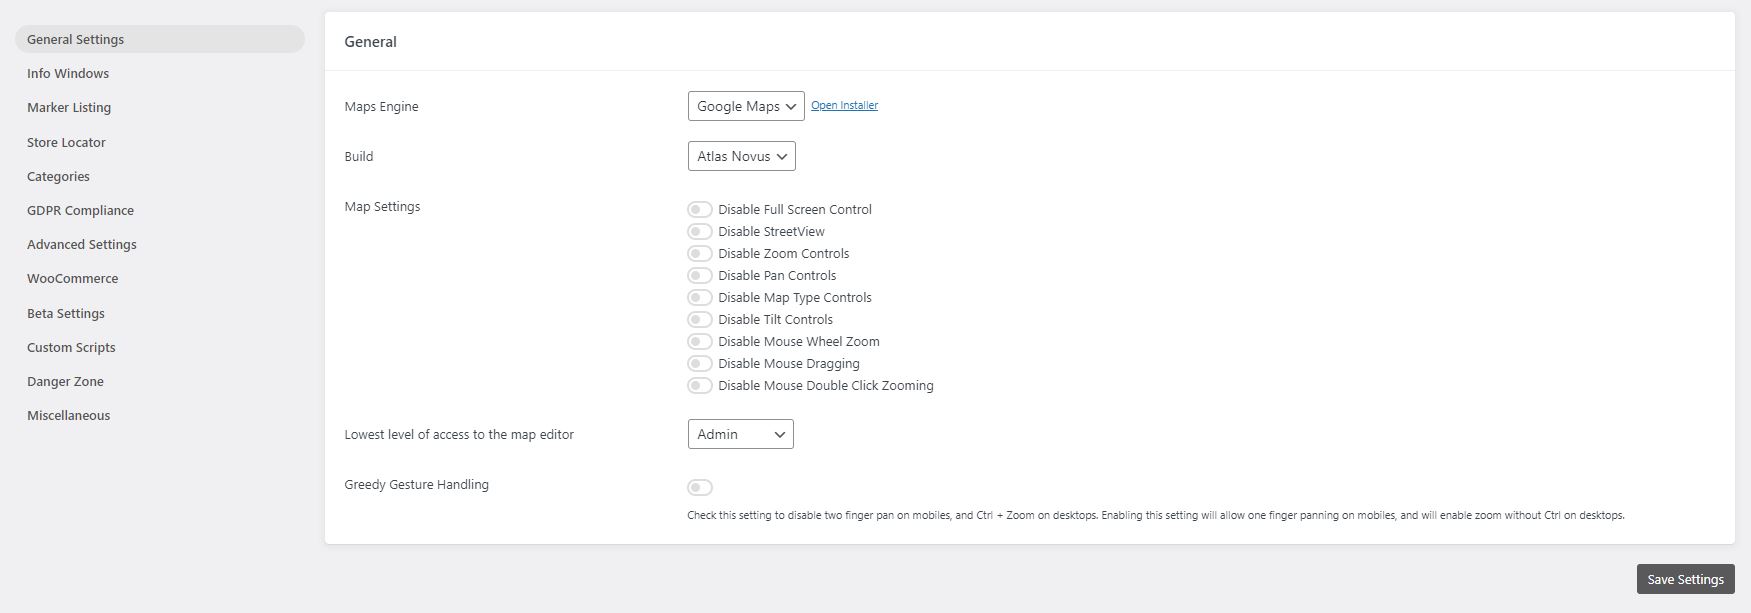 General Settings
Info Windows
Marker Listing
Store Locator
Categories
GDPR Compliance
Advanced Settings
WooCommerce
Beta Settings
Custom Scripts
Danger Zone
Miscellaneous
General
Maps Engine
Google Maps
Open Installer
Build
Atlas Novus
Map Settings
Disable Full Screen Control
Disable StreetView
Disable Zoom Controls
Disable Pan Controls
Disable Map Type Controls
Disable Tilt Controls
Disable Mouse Wheel Zoom
Disable Mouse Dragging
Disable Mouse Double Click Zooming
Lowest level of access to the map editor
Admin
Greedy Gesture Handling
Check this setting to disable two finger pan on mobiles, and Ctrl + Zoom on desktops. Enabling this setting will allow one finger panning on mobiles, and will enable zoom without Ctrl on desktops.
Save Settings